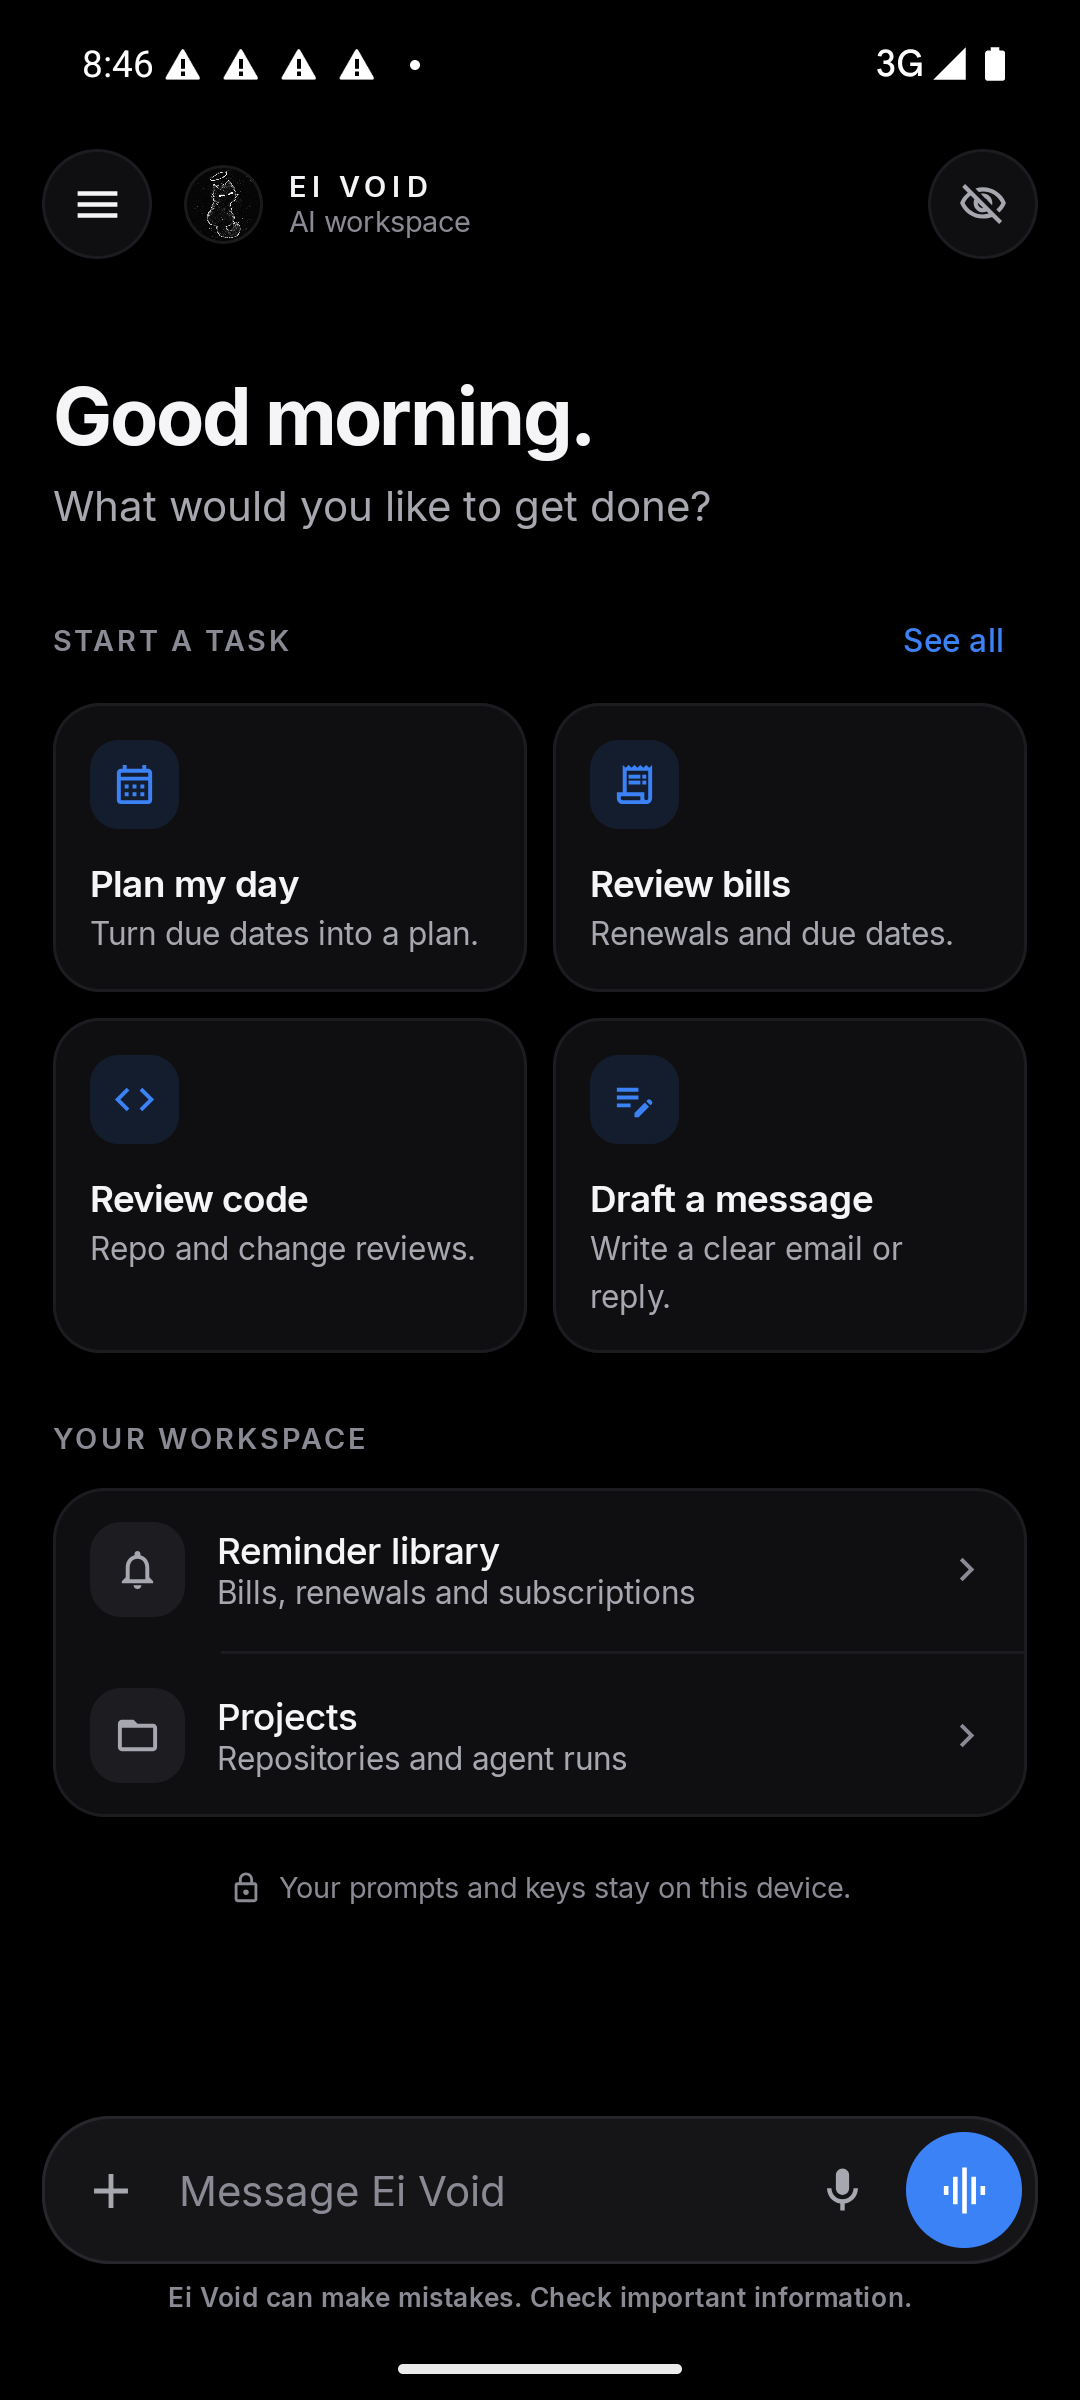 8:46
3G
EI VOID
AI workspace
Good morning.
What would you like to get done?
START A TASK
See all
Plan my day
Turn due dates into a plan.
Review bills
Renewals and due dates.
Review code
Repo and change reviews.
Draft a message
Write a clear email or
reply.
YOUR WORKSPACE
Reminder library
Bills, renewals and subscriptions
Projects
Repositories and agent runs
Your prompts and keys stay on this device.
Message Ei Void
Ei Void can make mistakes. Check important information.